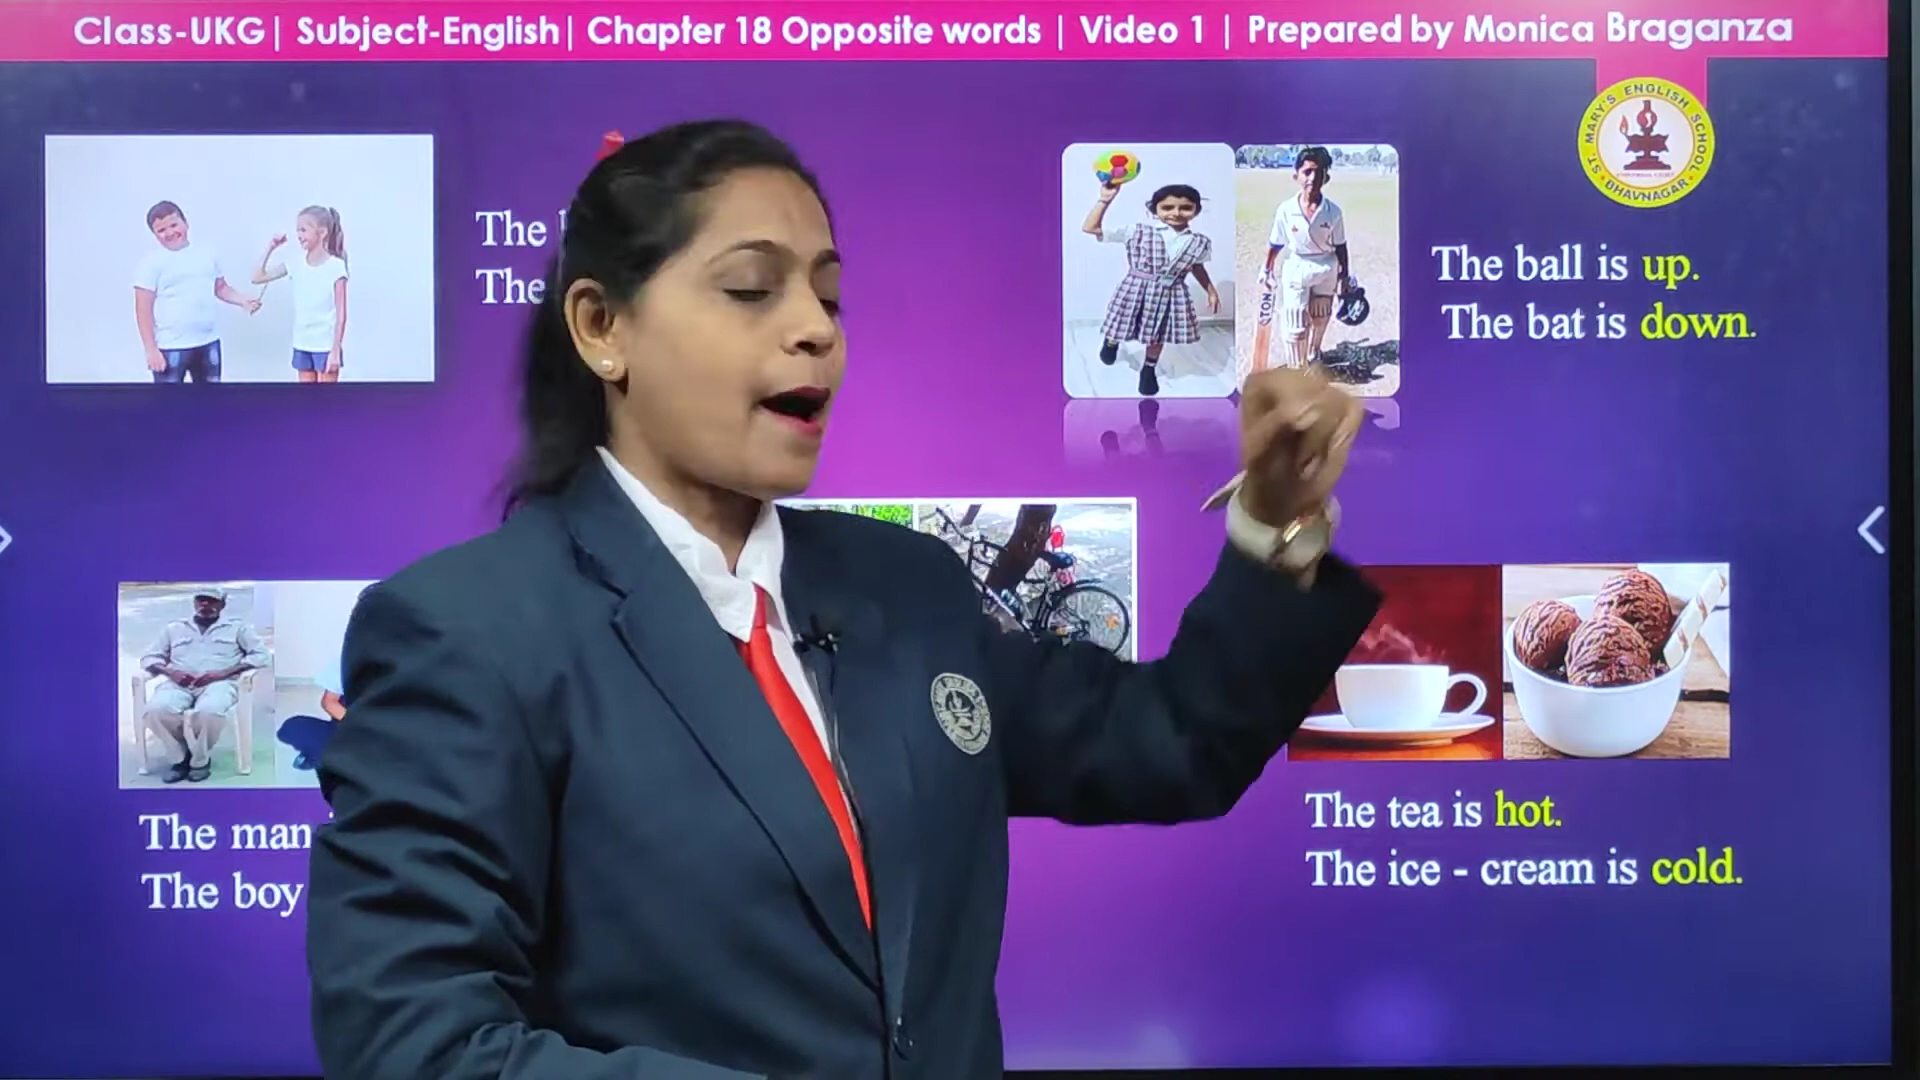 Class-UKG| Subject-English| Chapter 18 Opposite words | Video 1 | Prepared by Monica Braganza
ST. MARY'S ENGLISH SCHOOL
BHAVNAGAR
The
The
The ball is up.
The bat is down.
The man
The boy
The tea is hot.
The ice - cream is cold.